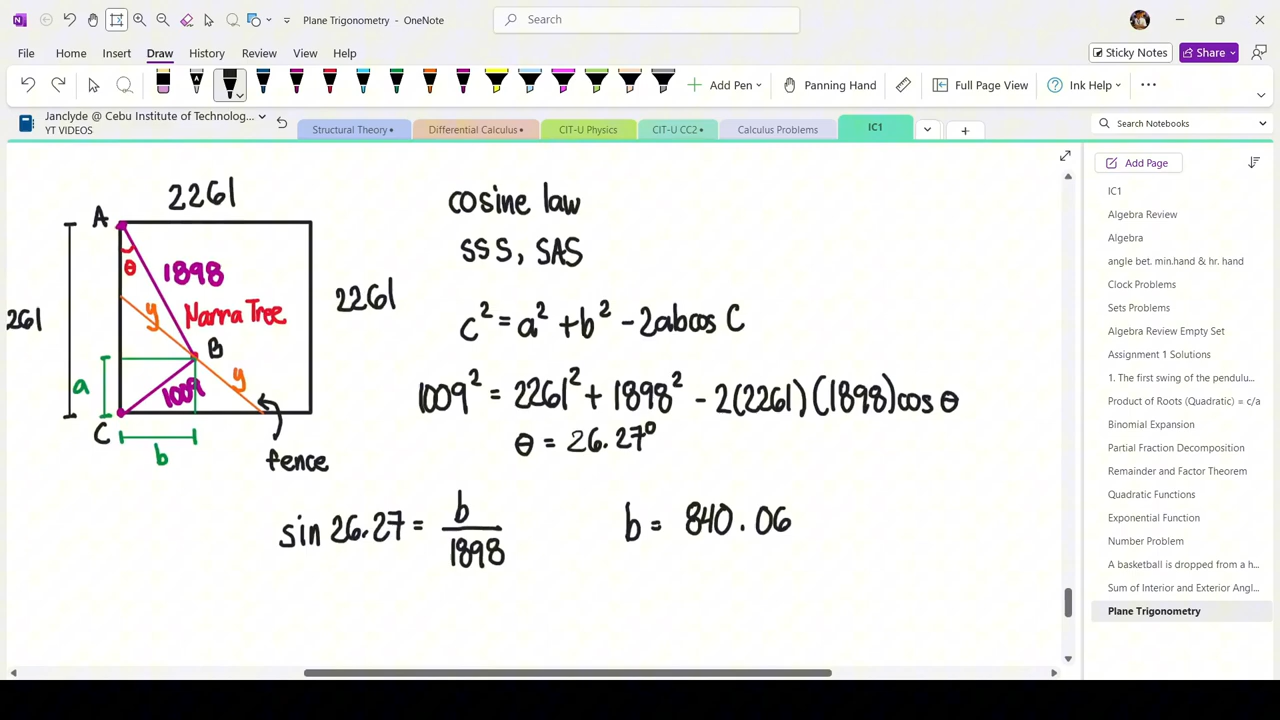 Plane Trigonometry - OneNote
Search
File Home Insert Draw History Review View Help
Sticky Notes
Share
Add Pen
Panning Hand
Full Page View
Ink Help
Janclyde @ Cebu Institute of Technolog...
YT VIDEOS
Structural Theory
Differential Calculus
CIT-U Physics
CIT-U CC2
Calculus Problems
IC1
Search Notebooks
Add Page
IC1
Algebra Review
Algebra
angle bet. min.hand & hr. hand
Clock Problems
Sets Problems
Algebra Review Empty Set
Assignment 1 Solutions
1. The first swing of the pendulu...
Product of Roots (Quadratic) = c/a
Binomial Expansion
Partial Fraction Decomposition
Remainder and Factor Theorem
Quadratic Functions
Exponential Function
Number Problem
A bottleball is dropped from a h...
Sum of Interior and Exterior Angl...
Plane Trigonometry
2261
A
θ
1898
y
Narra Tree
2261
261
B
a
1009
y
C
b
fence
cosine law
SSS, SAS
c² = a² + b² - 2abcos C
1009² = 2261² + 1898² - 2(2261)(1898)cos θ
θ = 26.27°
sin 26.27 = b/1898
b = 840.06